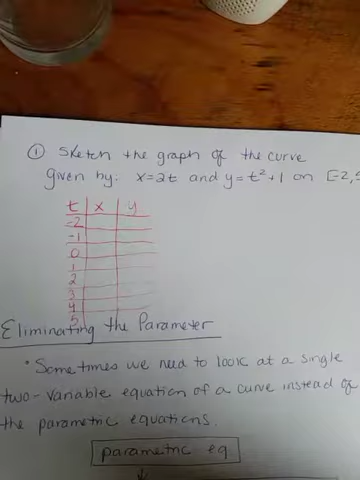 ① Sketch the graph of the curve
given by: x=2t and y=t²+1 on [-2,5
t x y
-2
-1
0
1
2
3
4
5
Eliminating the Parameter
• Sometimes we need to look at a single
two-variable equation of a curve instead of
the parametric equations.
parametric eq